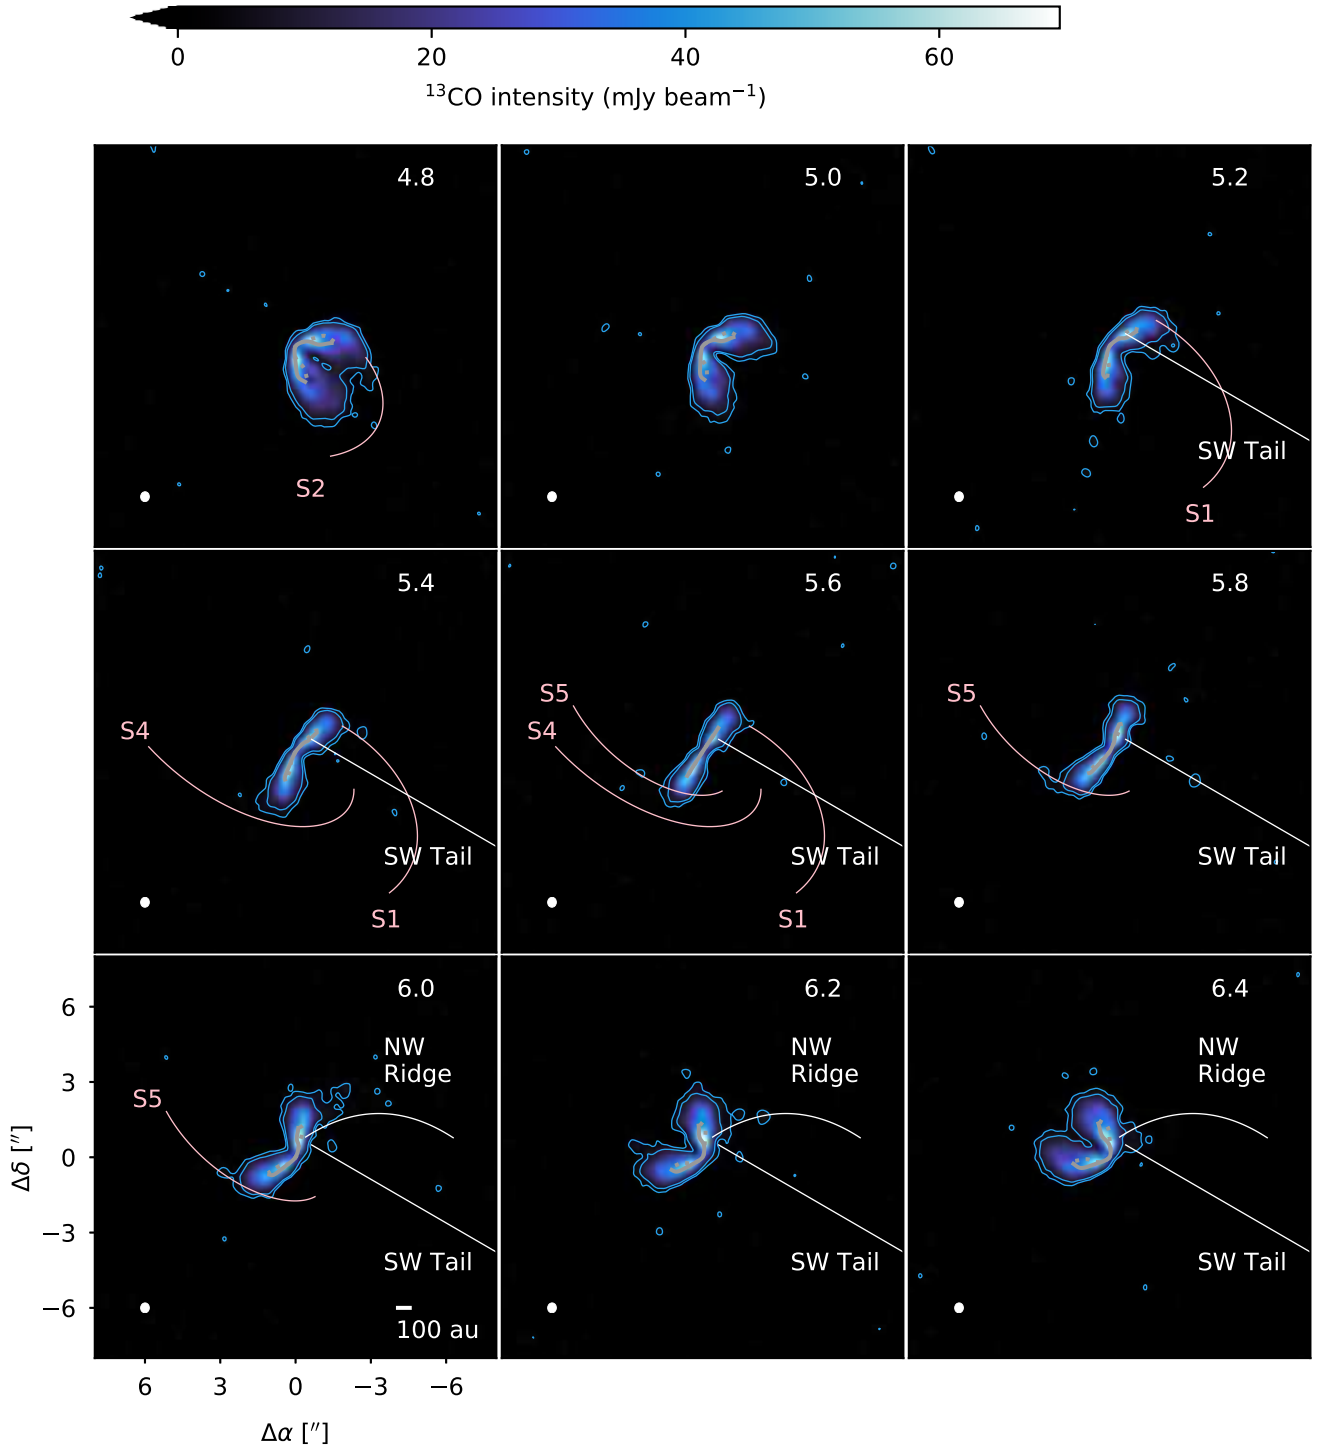 0 20 40 60
¹³CO intensity (mJy beam⁻¹)
4.8
S2
5.0
5.2
SW Tail
S1
5.4
S4
SW Tail
S1
5.6
S5
S4
SW Tail
S1
5.8
S5
SW Tail
6.0
NW
Ridge
S5
SW Tail
100 au
6.2
NW
Ridge
SW Tail
6.4
NW
Ridge
SW Tail
6
3
0
−3
−6
Δδ [″]
6 3 0 −3 −6
Δα [″]